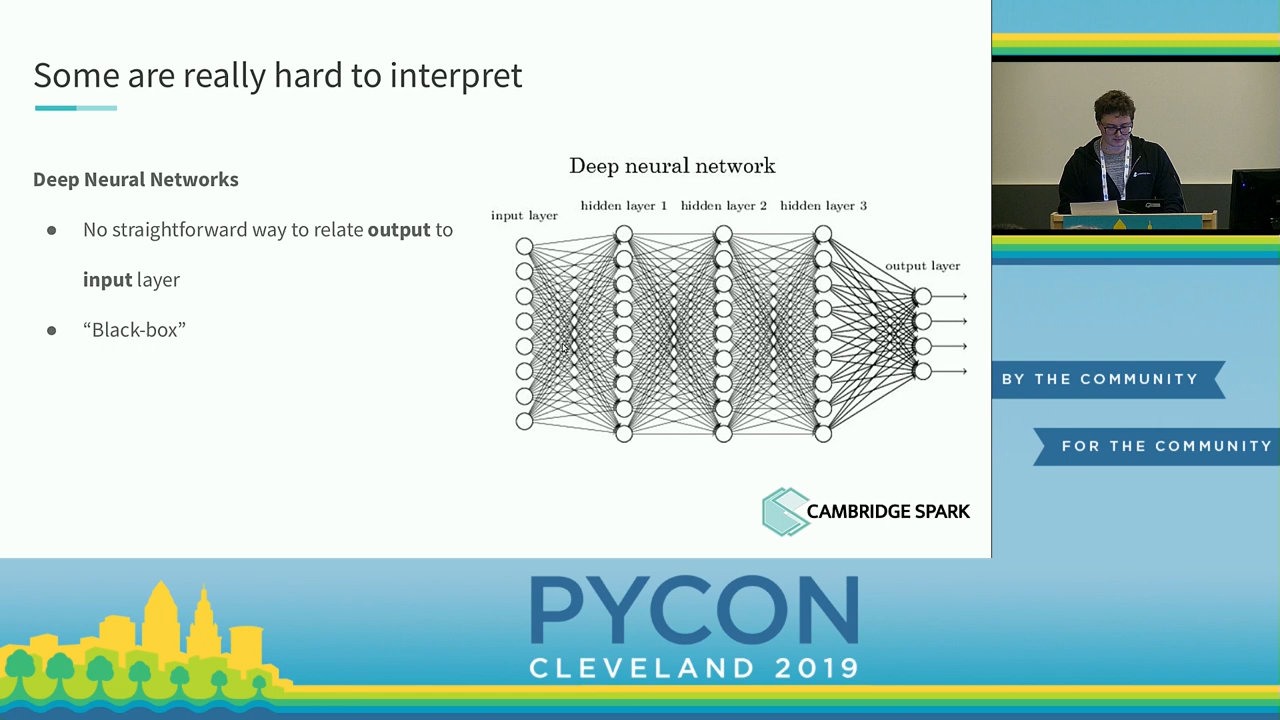 Some are really hard to interpret
Deep Neural Networks
● No straightforward way to relate output to
input layer
● “Black-box”
Deep neural network
input layer
hidden layer 1 hidden layer 2 hidden layer 3
output layer
CAMBRIDGE SPARK
BY THE COMMUNITY
FOR THE COMMUNITY
PYCON
CLEVELAND 2019